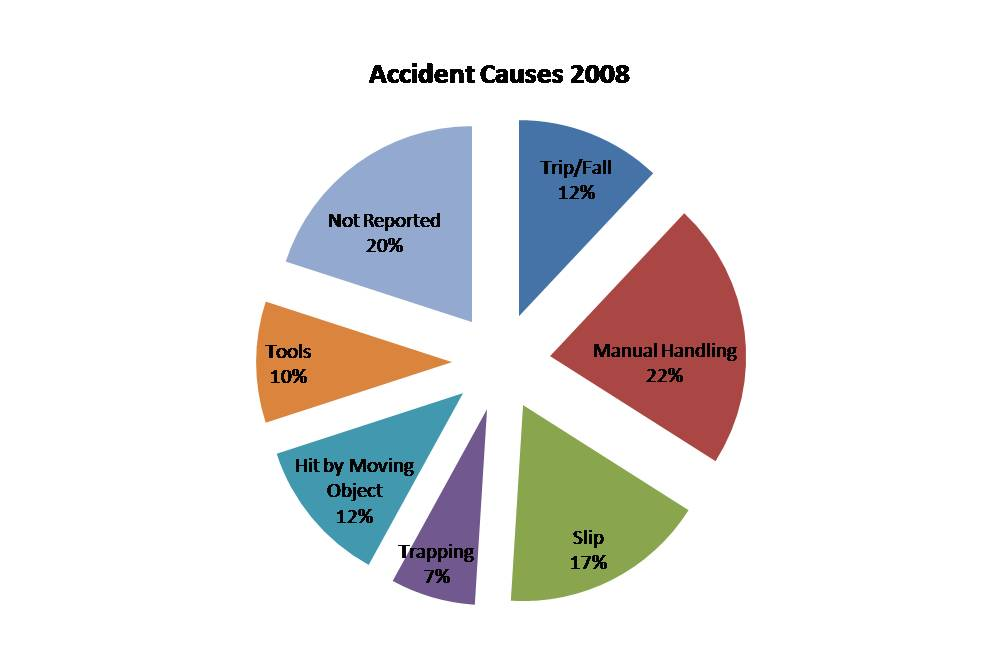 Accident Causes 2008
Trip/Fall
12%
Manual Handling
22%
Slip
17%
Trapping
7%
Hit by Moving
Object
12%
Tools
10%
Not Reported
20%